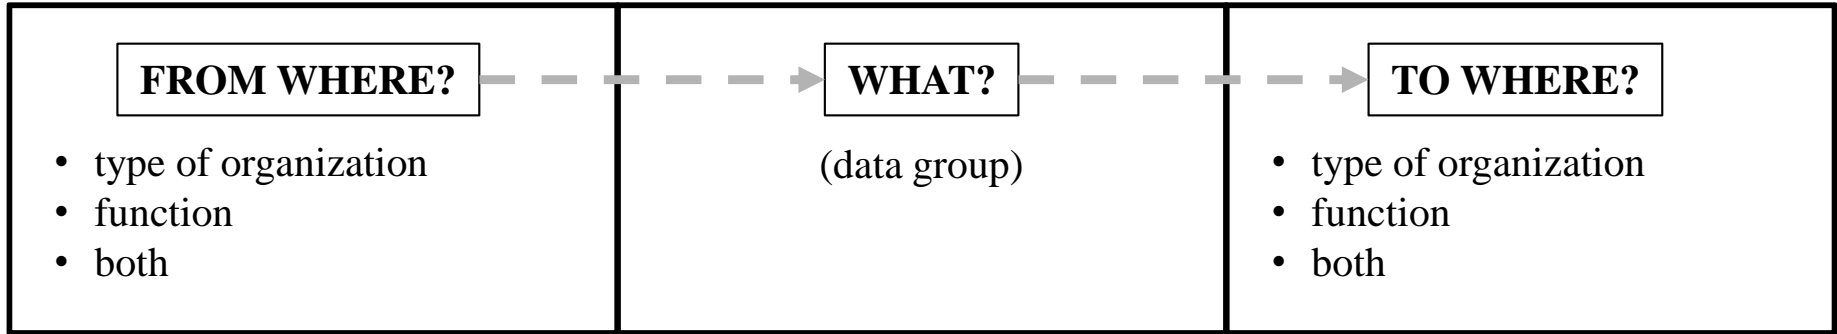 FROM WHERE?
• type of organization
• function
• both
WHAT?
(data group)
TO WHERE?
• type of organization
• function
• both